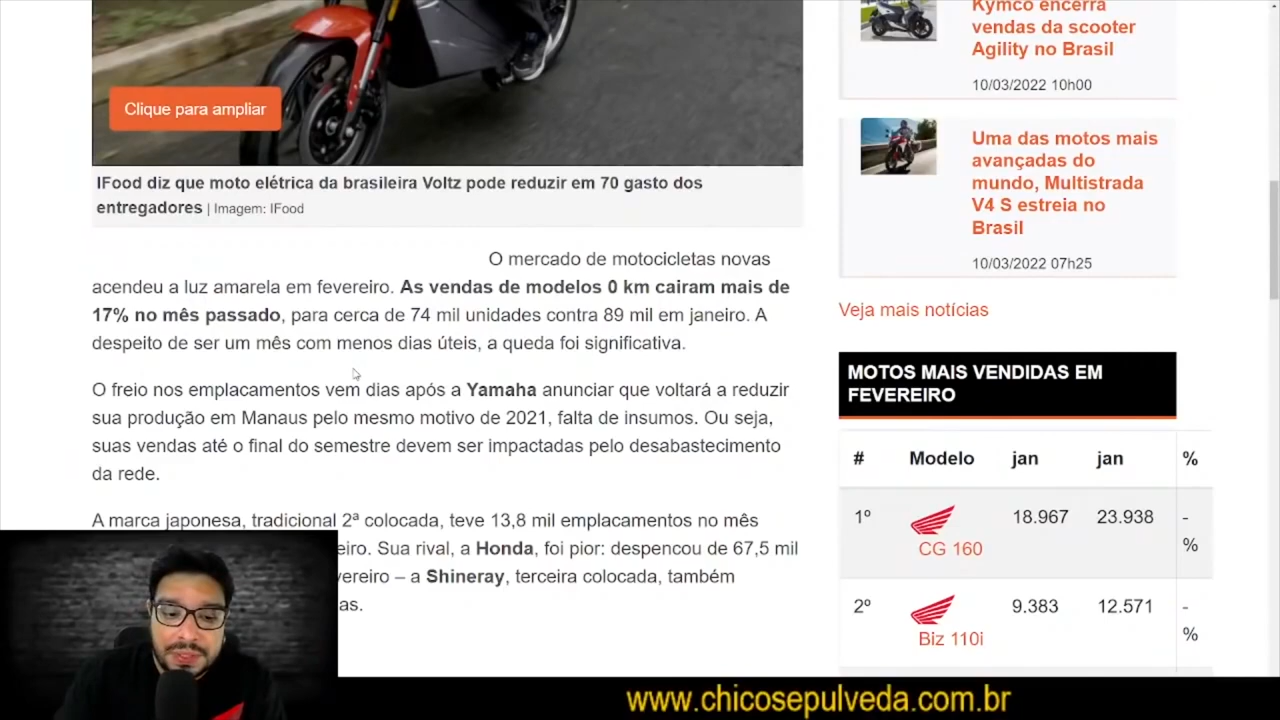 Clique para ampliar
IFood diz que moto elétrica da brasileira Voltz pode reduzir em 70 gasto dos
entregadores | Imagem: IFood
O mercado de motocicletas novas
acendeu a luz amarela em fevereiro. As vendas de modelos 0 km cairam mais de
17% no mês passado, para cerca de 74 mil unidades contra 89 mil em janeiro. A
despeito de ser um mês com menos dias úteis, a queda foi significativa.
O freio nos emplacamentos vem dias após a Yamaha anunciar que voltará a reduzir
sua produção em Manaus pelo mesmo motivo de 2021, falta de insumos. Ou seja,
suas vendas até o final do semestre devem ser impactadas pelo desabastecimento
da rede.
A marca japonesa, tradicional 2ª colocada, teve 13,8 mil emplacamentos no mês
eiro. Sua rival, a Honda, foi pior: despencou de 67,5 mil
vereiro – a Shineray, terceira colocada, também
as.
Kymco encerra
vendas da scooter
Agility no Brasil
10/03/2022 10h00
Uma das motos mais
avançadas do
mundo, Multistrada
V4 S estreia no
Brasil
10/03/2022 07h25
Veja mais notícias
MOTOS MAIS VENDIDAS EM
FEVEREIRO
# Modelo jan jan %
1º CG 160 18.967 23.938 -
%
2º Biz 110i 9.383 12.571 -
%
www.chicosepulveda.com.br